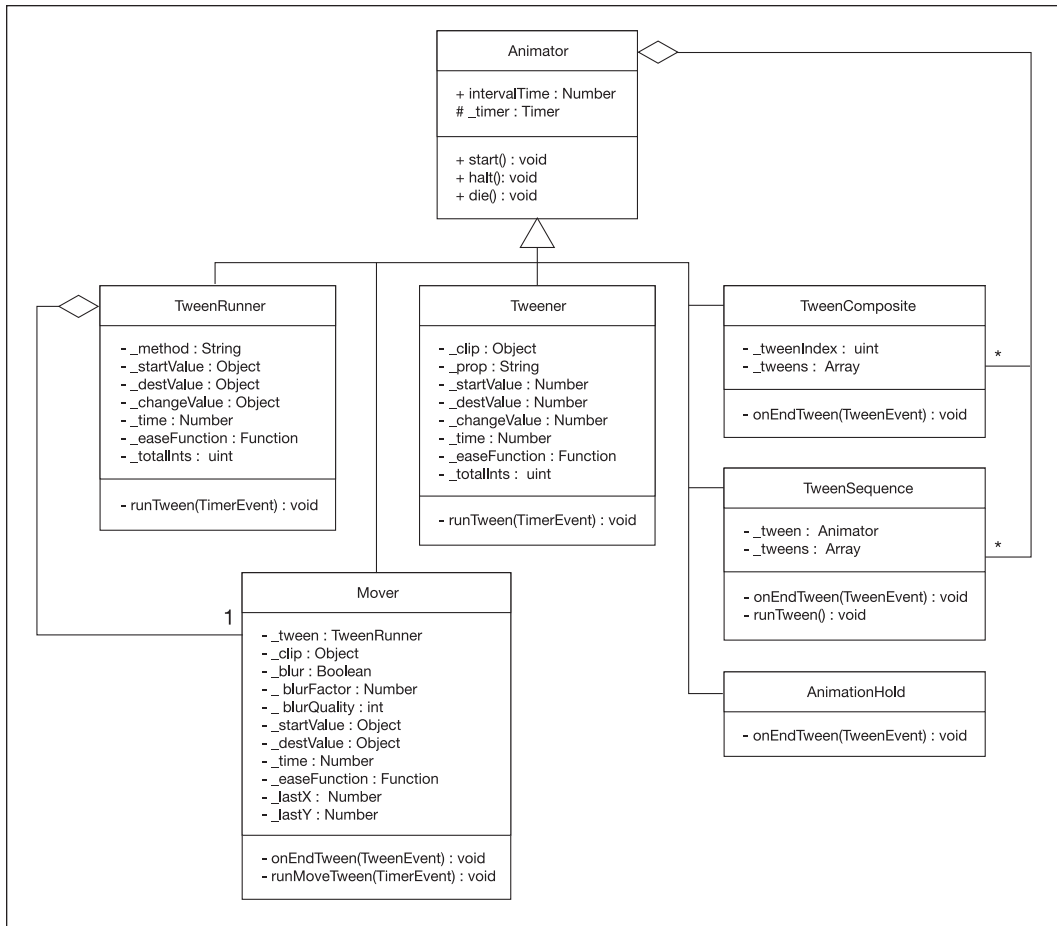 Animator
+ intervalTime : Number
# _timer : Timer
+ start() : void
+ halt(): void
+ die() : void
TweenRunner
- _method : String
- _startValue : Object
- _destValue : Object
- _changeValue : Object
- _time : Number
- _easeFunction : Function
- _totalInts : uint
- runTween(TimerEvent) : void
Tweener
- _clip : Object
- _prop : String
- _startValue : Number
- _destValue : Number
- _changeValue : Number
- _time : Number
- _easeFunction : Function
- _totalInts : uint
- runTween(TimerEvent) : void
TweenComposite
- _tweenIndex : uint
- _tweens : Array
- onEndTween(TweenEvent) : void
*
TweenSequence
- _tween : Animator
- _tweens : Array
- onEndTween(TweenEvent) : void
- runTween() : void
*
Mover
- _tween : TweenRunner
- _clip : Object
- _blur : Boolean
- _ blurFactor : Number
- _ blurQuality : int
- _startValue : Object
- _destValue : Object
- _time : Number
- _easeFunction : Function
- _lastX : Number
- _lastY : Number
- onEndTween(TweenEvent) : void
- runMoveTween(TimerEvent) : void
1
AnimationHold
- onEndTween(TweenEvent) : void